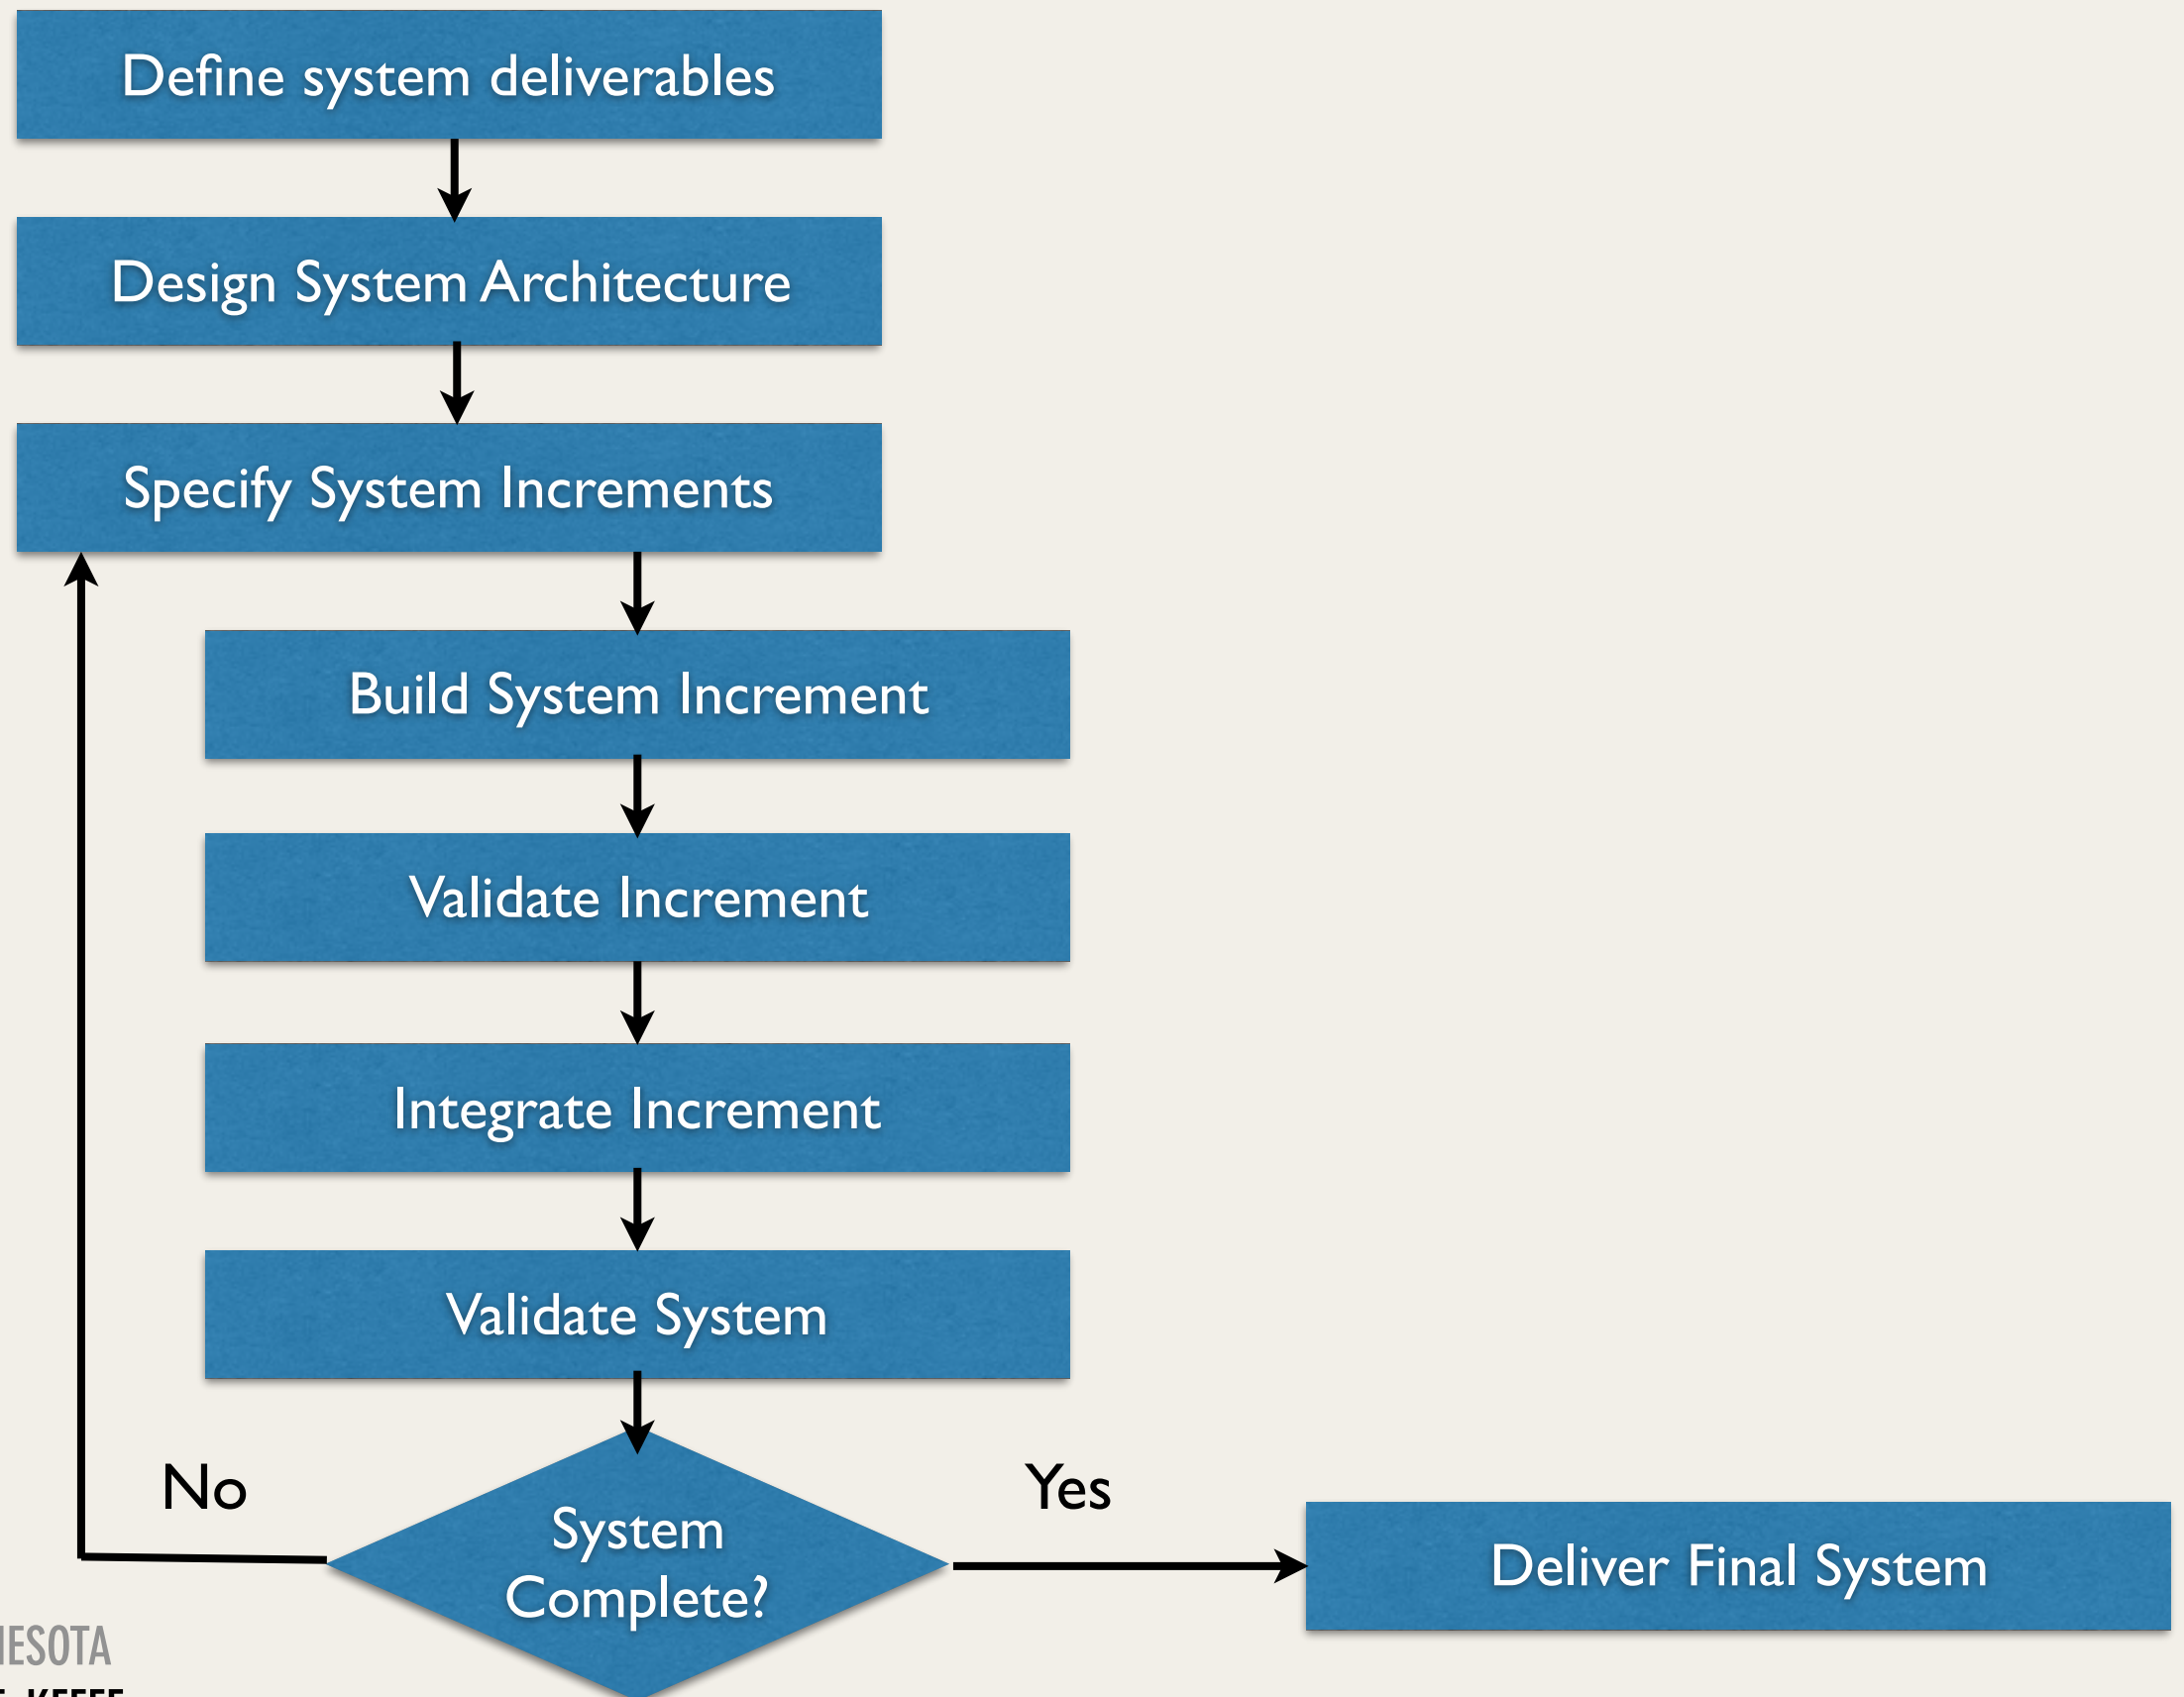 Define system deliverables
Design System Architecture
Specify System Increments
Build System Increment
Validate Increment
Integrate Increment
Validate System
No
Yes
System
Complete?
Deliver Final System